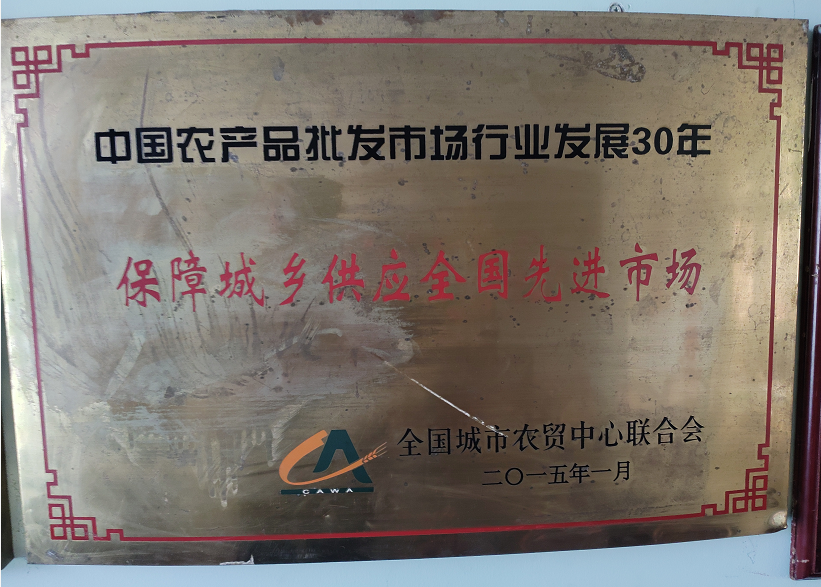 中国农产品批发市场行业发展30年
保障城乡供应全国先进市场
CAWA
全国城市农贸中心联合会
二〇一五年一月